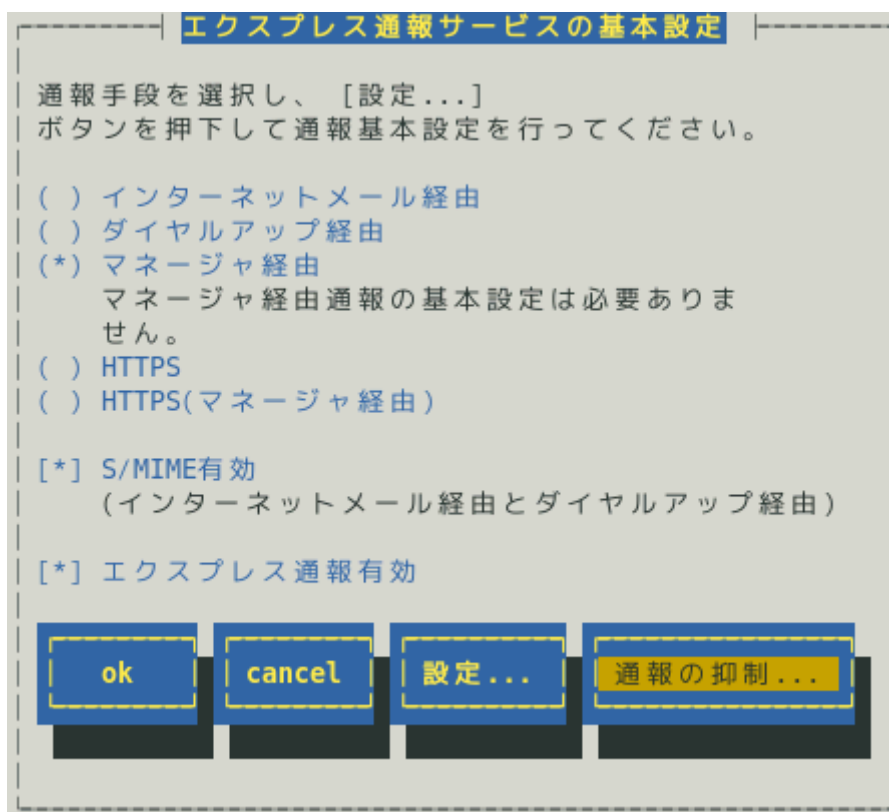 エクスプレス通報サービスの基本設定
通報手段を選択し、 [設定...]
ボタンを押下して通報基本設定を行ってください。
( ) インターネットメール経由
( ) ダイヤルアップ経由
(*) マネージャ経由
マネージャ経由通報の基本設定は必要ありま
せん。
( ) HTTPS
( ) HTTPS(マネージャ経由)
[*] S/MIME有効
(インターネットメール経由とダイヤルアップ経由)
[*] エクスプレス通報有効
ok cancel 設定... 通報の抑制...